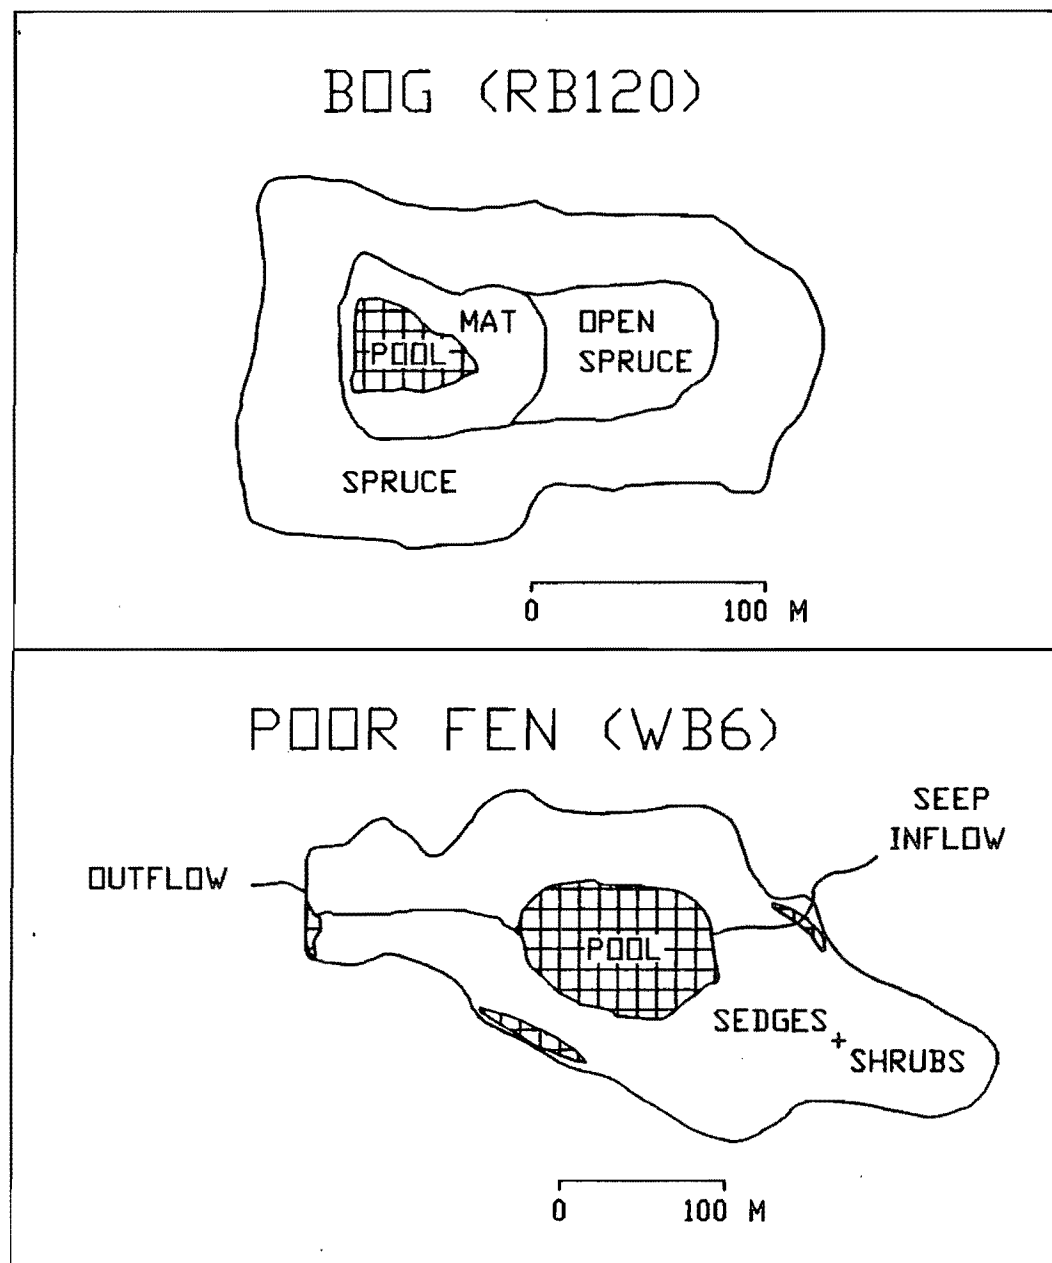 BOG (RB120)
MAT
OPEN
SPRUCE
POOL
SPRUCE
0 100 M
POOR FEN (WB6)
SEEP
INFLOW
OUTFLOW
POOL
SEDGES
+
SHRUBS
0 100 M